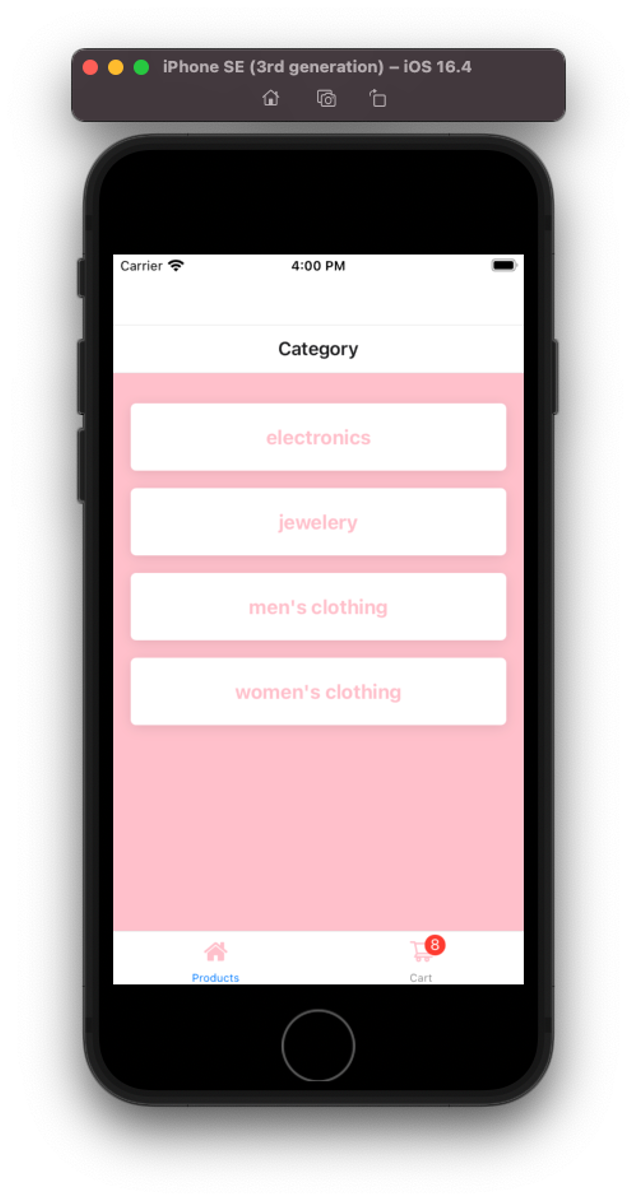 iPhone SE (3rd generation) – iOS 16.4
Carrier 4:00 PM
Category
electronics
jewelery
men's clothing
women's clothing
8
Products Cart